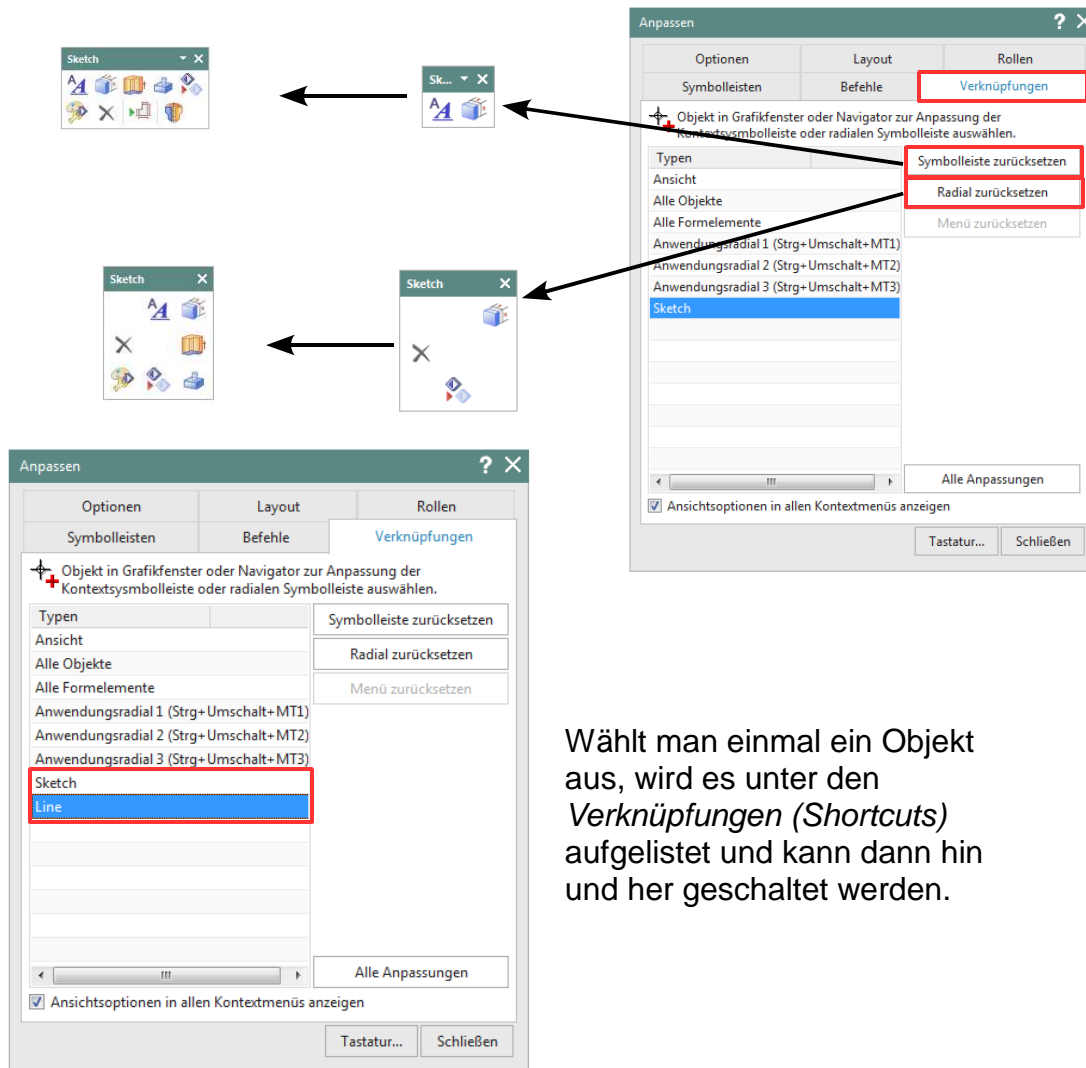 Sketch
Sk...
Sketch
Sketch
Anpassen
Optionen Layout Rollen
Symbolleisten Befehle Verknüpfungen
Objekt in Grafikfenster oder Navigator zur Anpassung der
Kontextsysmbolleiste oder radialen Symbolleiste auswählen.
Typen
Symbolleiste zurücksetzen
Ansicht
Radial zurücksetzen
Alle Objekte
Alle Formelemente
Menü zurücksetzen
Anwendungsradial 1 (Strg+Umschalt+MT1)
Anwendungsradial 2 (Strg+Umschalt+MT2)
Anwendungsradial 3 (Strg+Umschalt+MT3)
Sketch
Alle Anpassungen
Ansichtsoptionen in allen Kontextmenüs anzeigen
Tastatur... Schließen
Anpassen
Optionen Layout Rollen
Symbolleisten Befehle Verknüpfungen
Objekt in Grafikfenster oder Navigator zur Anpassung der
Kontextsysmbolleiste oder radialen Symbolleiste auswählen.
Typen
Symbolleiste zurücksetzen
Ansicht
Radial zurücksetzen
Alle Objekte
Alle Formelemente
Menü zurücksetzen
Anwendungsradial 1 (Strg+Umschalt+MT1)
Anwendungsradial 2 (Strg+Umschalt+MT2)
Anwendungsradial 3 (Strg+Umschalt+MT3)
Sketch
Line
Alle Anpassungen
Ansichtsoptionen in allen Kontextmenüs anzeigen
Tastatur... Schließen
Wählt man einmal ein Objekt
aus, wird es unter den
Verknüpfungen (Shortcuts)
aufgelistet und kann dann hin
und her geschaltet werden.